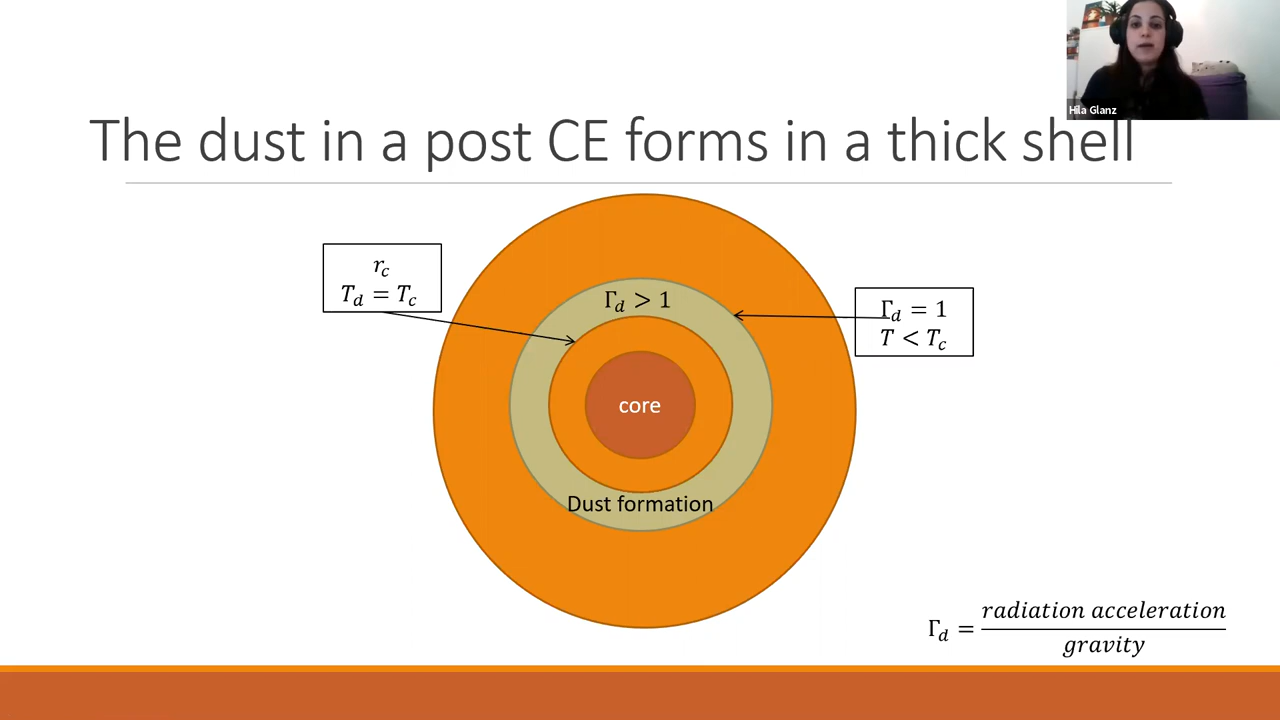 Hila Glanz
The dust in a post CE forms in a thick shell
r_c
T_d = T_c
Γ_d > 1
Γ_d = 1
T < T_c
core
Dust formation
Γ_d = radiation acceleration / gravity